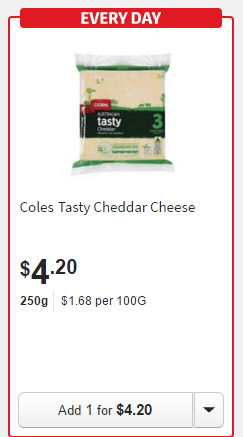 EVERY DAY
coles
AUSTRALIAN
tasty
Cheddar
3
Coles Tasty Cheddar Cheese
$4.20
250g $1.68 per 100G
Add 1 for $4.20